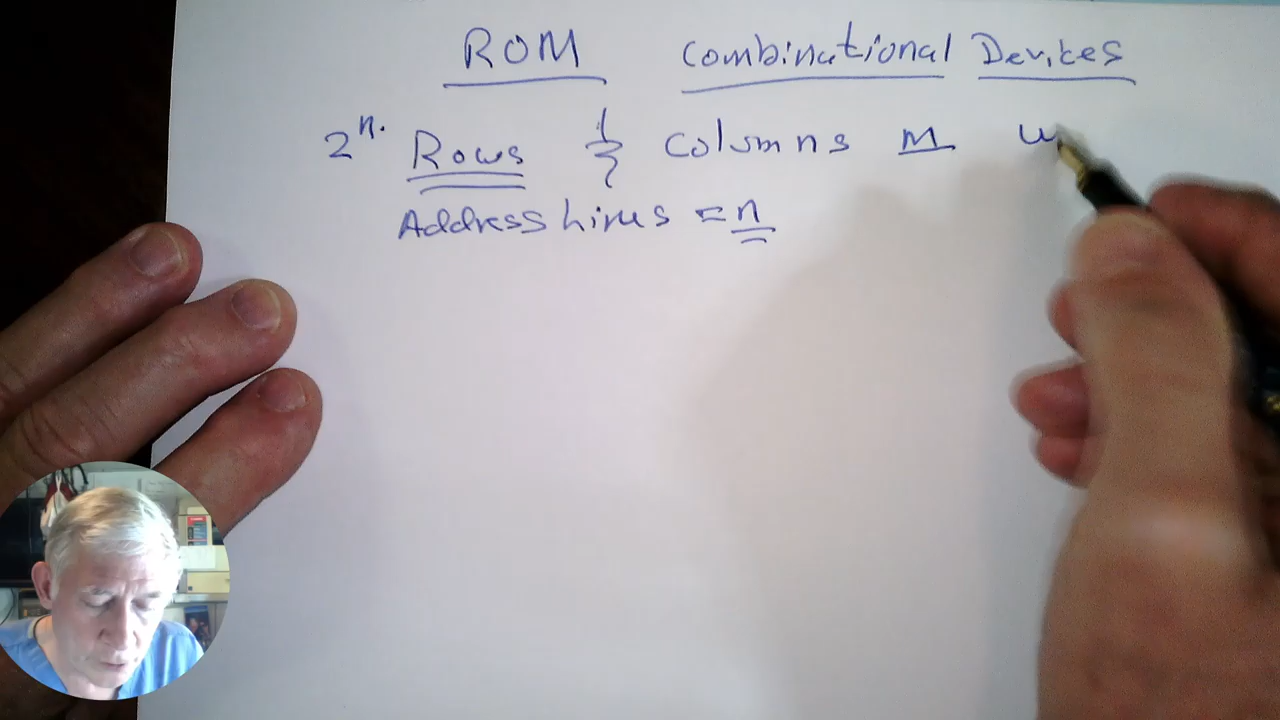 ROM Combinational Devices
2ⁿ. Rows & columns M
Address lines = n